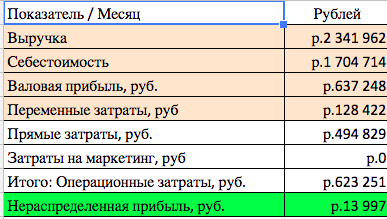 Показатель / Месяц Рублей
Выручка р.2 341 962
Себестоимость р.1 704 714
Валовая прибыль, руб. р.637 248
Переменные затраты, руб р.128 422
Прямые затраты, руб. р.494 829
Затраты на маркетинг, руб р.0
Итого: Операционные затраты, руб. р.623 251
Нераспределенная прибыль, руб. р.13 997